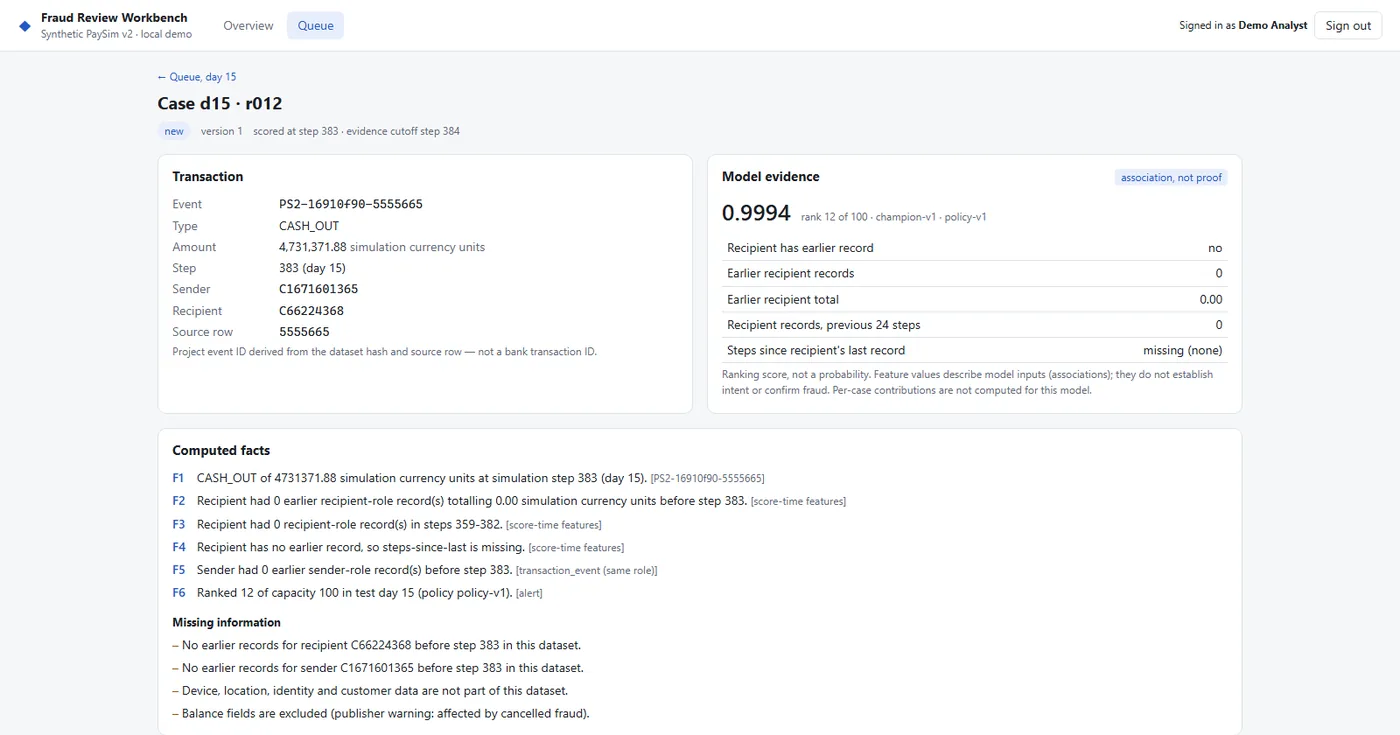 Fraud Review Workbench
Synthetic PaySim v2 · local demo
Overview
Queue
Signed in as Demo Analyst
Sign out
← Queue, day 15
Case d15 · r012
new version 1 scored at step 383 · evidence cutoff step 384
Transaction
Event PS2-16910f90-5555665
Type CASH_OUT
Amount 4,731,371.88 simulation currency units
Step 383 (day 15)
Sender C1671601365
Recipient C66224368
Source row 5555665
Project event ID derived from the dataset hash and source row — not a bank transaction ID.
Model evidence
association, not proof
0.9994 rank 12 of 100 · champion-v1 · policy-v1
Recipient has earlier record no
Earlier recipient records 0
Earlier recipient total 0.00
Recipient records, previous 24 steps 0
Steps since recipient's last record missing (none)
Ranking score, not a probability. Feature values describe model inputs (associations); they do not establish
intent or confirm fraud. Per-case contributions are not computed for this model.
Computed facts
F1 CASH_OUT of 4731371.88 simulation currency units at simulation step 383 (day 15). [PS2-16910f90-5555665]
F2 Recipient had 0 earlier recipient-role record(s) totalling 0.00 simulation currency units before step 383. [score-time features]
F3 Recipient had 0 recipient-role record(s) in steps 359-382. [score-time features]
F4 Recipient has no earlier record, so steps-since-last is missing. [score-time features]
F5 Sender had 0 earlier sender-role record(s) before step 383. [transaction_event (same role)]
F6 Ranked 12 of capacity 100 in test day 15 (policy policy-v1). [alert]
Missing information
– No earlier records for recipient C66224368 before step 383 in this dataset.
– No earlier records for sender C1671601365 before step 383 in this dataset.
– Device, location, identity and customer data are not part of this dataset.
– Balance fields are excluded (publisher warning: affected by cancelled fraud).